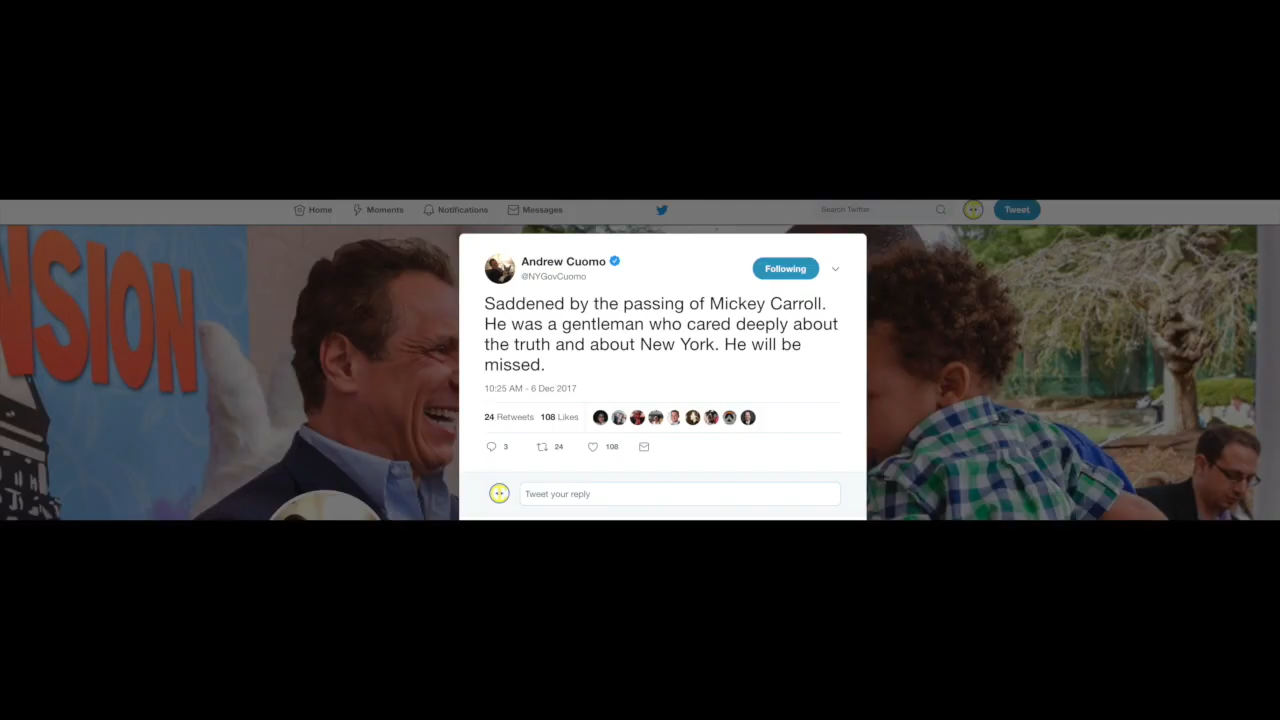 Home Moments Notifications Messages Search Twitter Tweet
NSION
Andrew Cuomo
@NYGovCuomo
Following
Saddened by the passing of Mickey Carroll.
He was a gentleman who cared deeply about
the truth and about New York. He will be
missed.
10:25 AM - 6 Dec 2017
24 Retweets 108 Likes
3 24 108
Tweet your reply